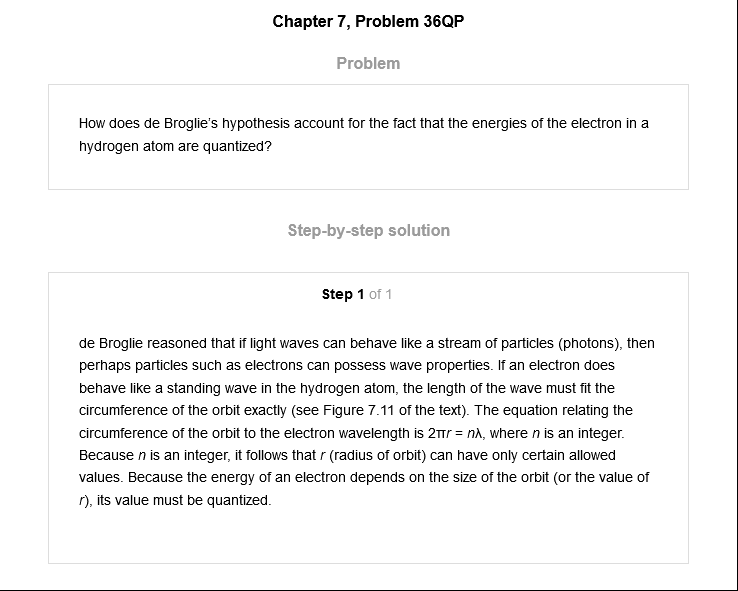 Chapter 7, Problem 36QP
Problem
How does de Broglie's hypothesis account for the fact that the energies of the electron in a
hydrogen atom are quantized?
Step-by-step solution
Step 1 of 1
de Broglie reasoned that if light waves can behave like a stream of particles (photons), then
perhaps particles such as electrons can possess wave properties. If an electron does
behave like a standing wave in the hydrogen atom, the length of the wave must fit the
circumference of the orbit exactly (see Figure 7.11 of the text). The equation relating the
circumference of the orbit to the electron wavelength is 2πr = nλ, where n is an integer.
Because n is an integer, it follows that r (radius of orbit) can have only certain allowed
values. Because the energy of an electron depends on the size of the orbit (or the value of
r), its value must be quantized.